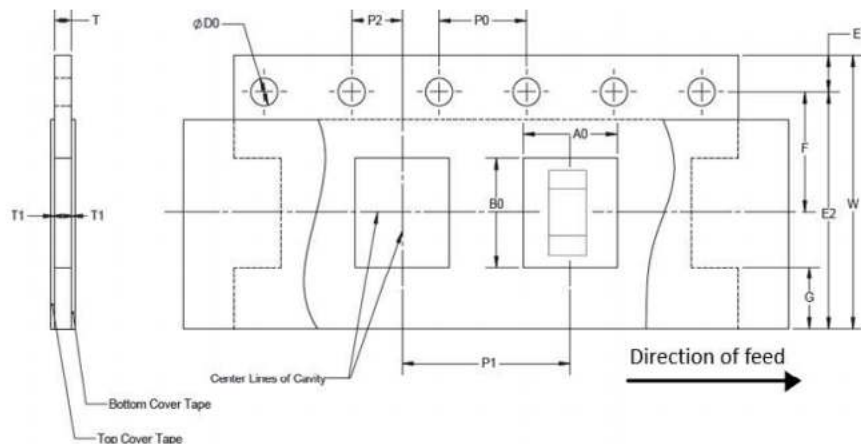 T
ϕD0
P2
P0
E
A0
F
T1
T1
B0
E2
W
G
P1
Direction of feed
Center Lines of Cavity
Bottom Cover Tape
Top Cover Tape